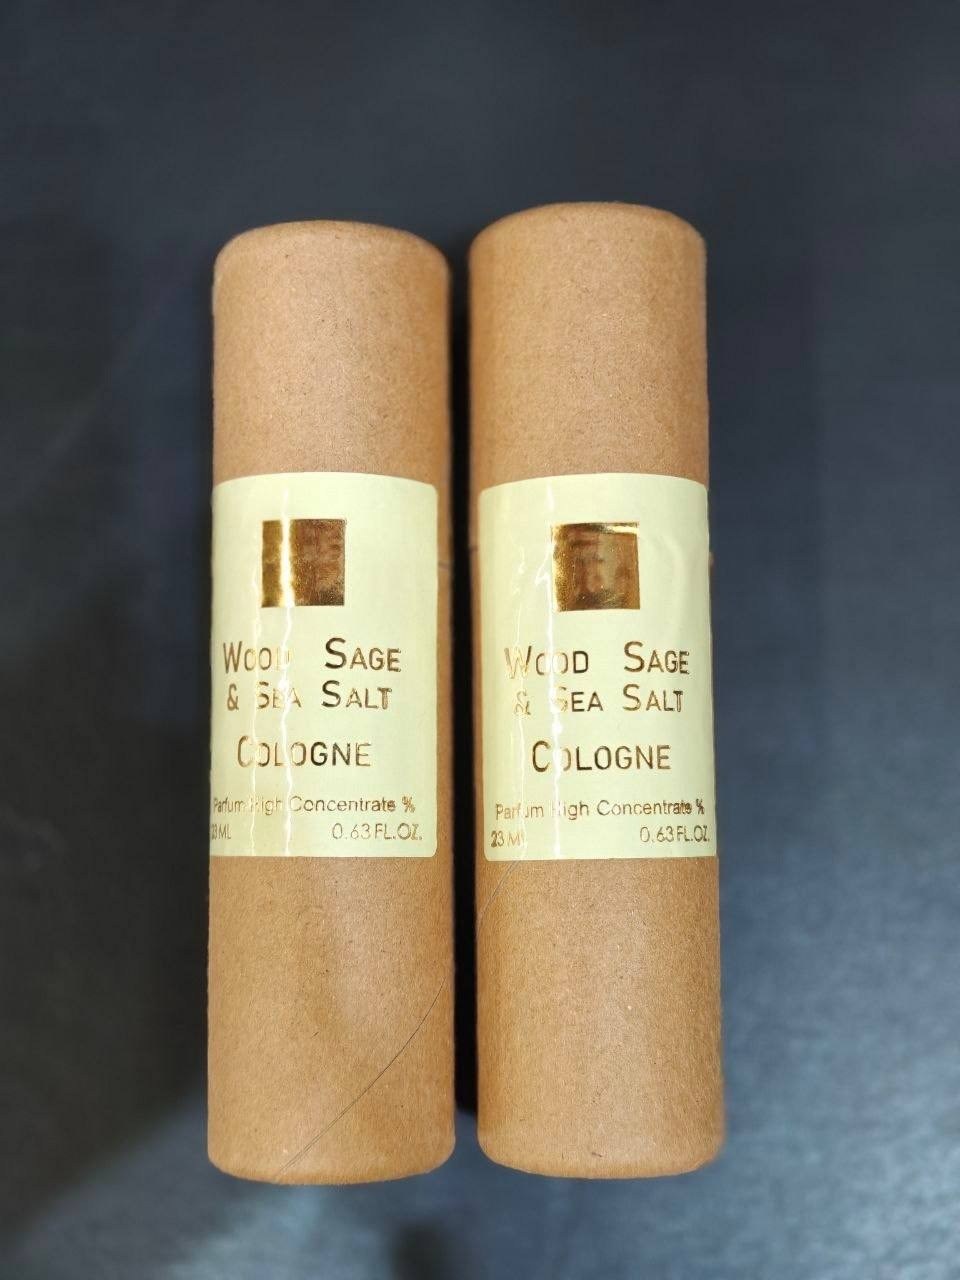 WOOD SAGE
& SEA SALT
COLOGNE
Parfum High Concentrate %
23 ML 0.63 FL.OZ.
WOOD SAGE
& SEA SALT
COLOGNE
Parfum High Concentrate %
23 ML 0.63 FL.OZ.